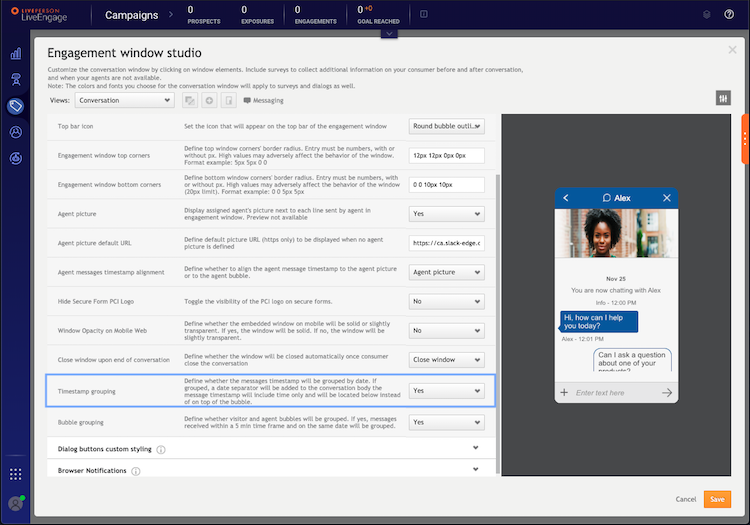 LIVEPERSON
LiveEngage
Campaigns
0
PROSPECTS
0
EXPOSURES
0
ENGAGEMENTS
0 +0
GOAL REACHED
Engagement window studio
Customize the conversation window by clicking on window elements. Include surveys to collect additional information on your consumer before and after conversation,
and when your agents are not available.
Note: The colors and fonts you choose for the conversation window will apply to surveys and dialogs as well.
Views: Conversation Messaging
Top bar icon
Set the icon that will appear on the top bar of the engagement window
Round bubble outli...
Engagement window top corners
Define top window corners' border radius. Entry must be numbers, with or
without px. High values may adversely affect the behavior of the window.
Format example: 5px 5px 0 0
12px 12px 0px 0px
Engagement window bottom corners
Define bottom window corners' border radius. Entry must be numbers, with
or without px. High values may adversely affect the behavior of the window
(20px limit). Format example: 0 0 5px 5px
0 0 10px 10px
Agent picture
Display assigned agent's picture next to each line sent by agent in
engagement window. Preview not available
Yes
Agent picture default URL
Define default picture URL (https only) to be displayed when no agent
picture is defined
https://ca.slack-edge.c
Agent messages timestamp alignment
Define whether to align the agent message timestamp to the agent picture
or to the agent bubble.
Agent picture
Hide Secure Form PCI Logo
Toggle the visibility of the PCI logo on secure forms.
No
Window Opacity on Mobile Web
Define whether the embedded window on mobile will be solid or slightly
transparent. If yes, the window will be solid. If no, the window will be
slightly transparent.
No
Close window upon end of conversation
Define whether the window will be closed automatically once consumer
close the conversation
Close window
Timestamp grouping
Define whether the messages timestamp will be grouped by date. If
grouped, a date separator will be added to the conversation body the
message timestamp will include time only and will be located below instead
of on top of the bubble.
Yes
Bubble grouping
Define whether visitor and agent bubbles will be grouped. If yes, messages
received within a 5 min time frame and on the same date will be grouped.
Yes
Dialog buttons custom styling
Browser Notifications
Alex
Nov 25
You are now chatting with Alex
Info - 12:00 PM
Hi, how can I help
you today?
Alex - 12:01 PM
Can I ask a question
about one of your
products?
Enter text here
Cancel
Save